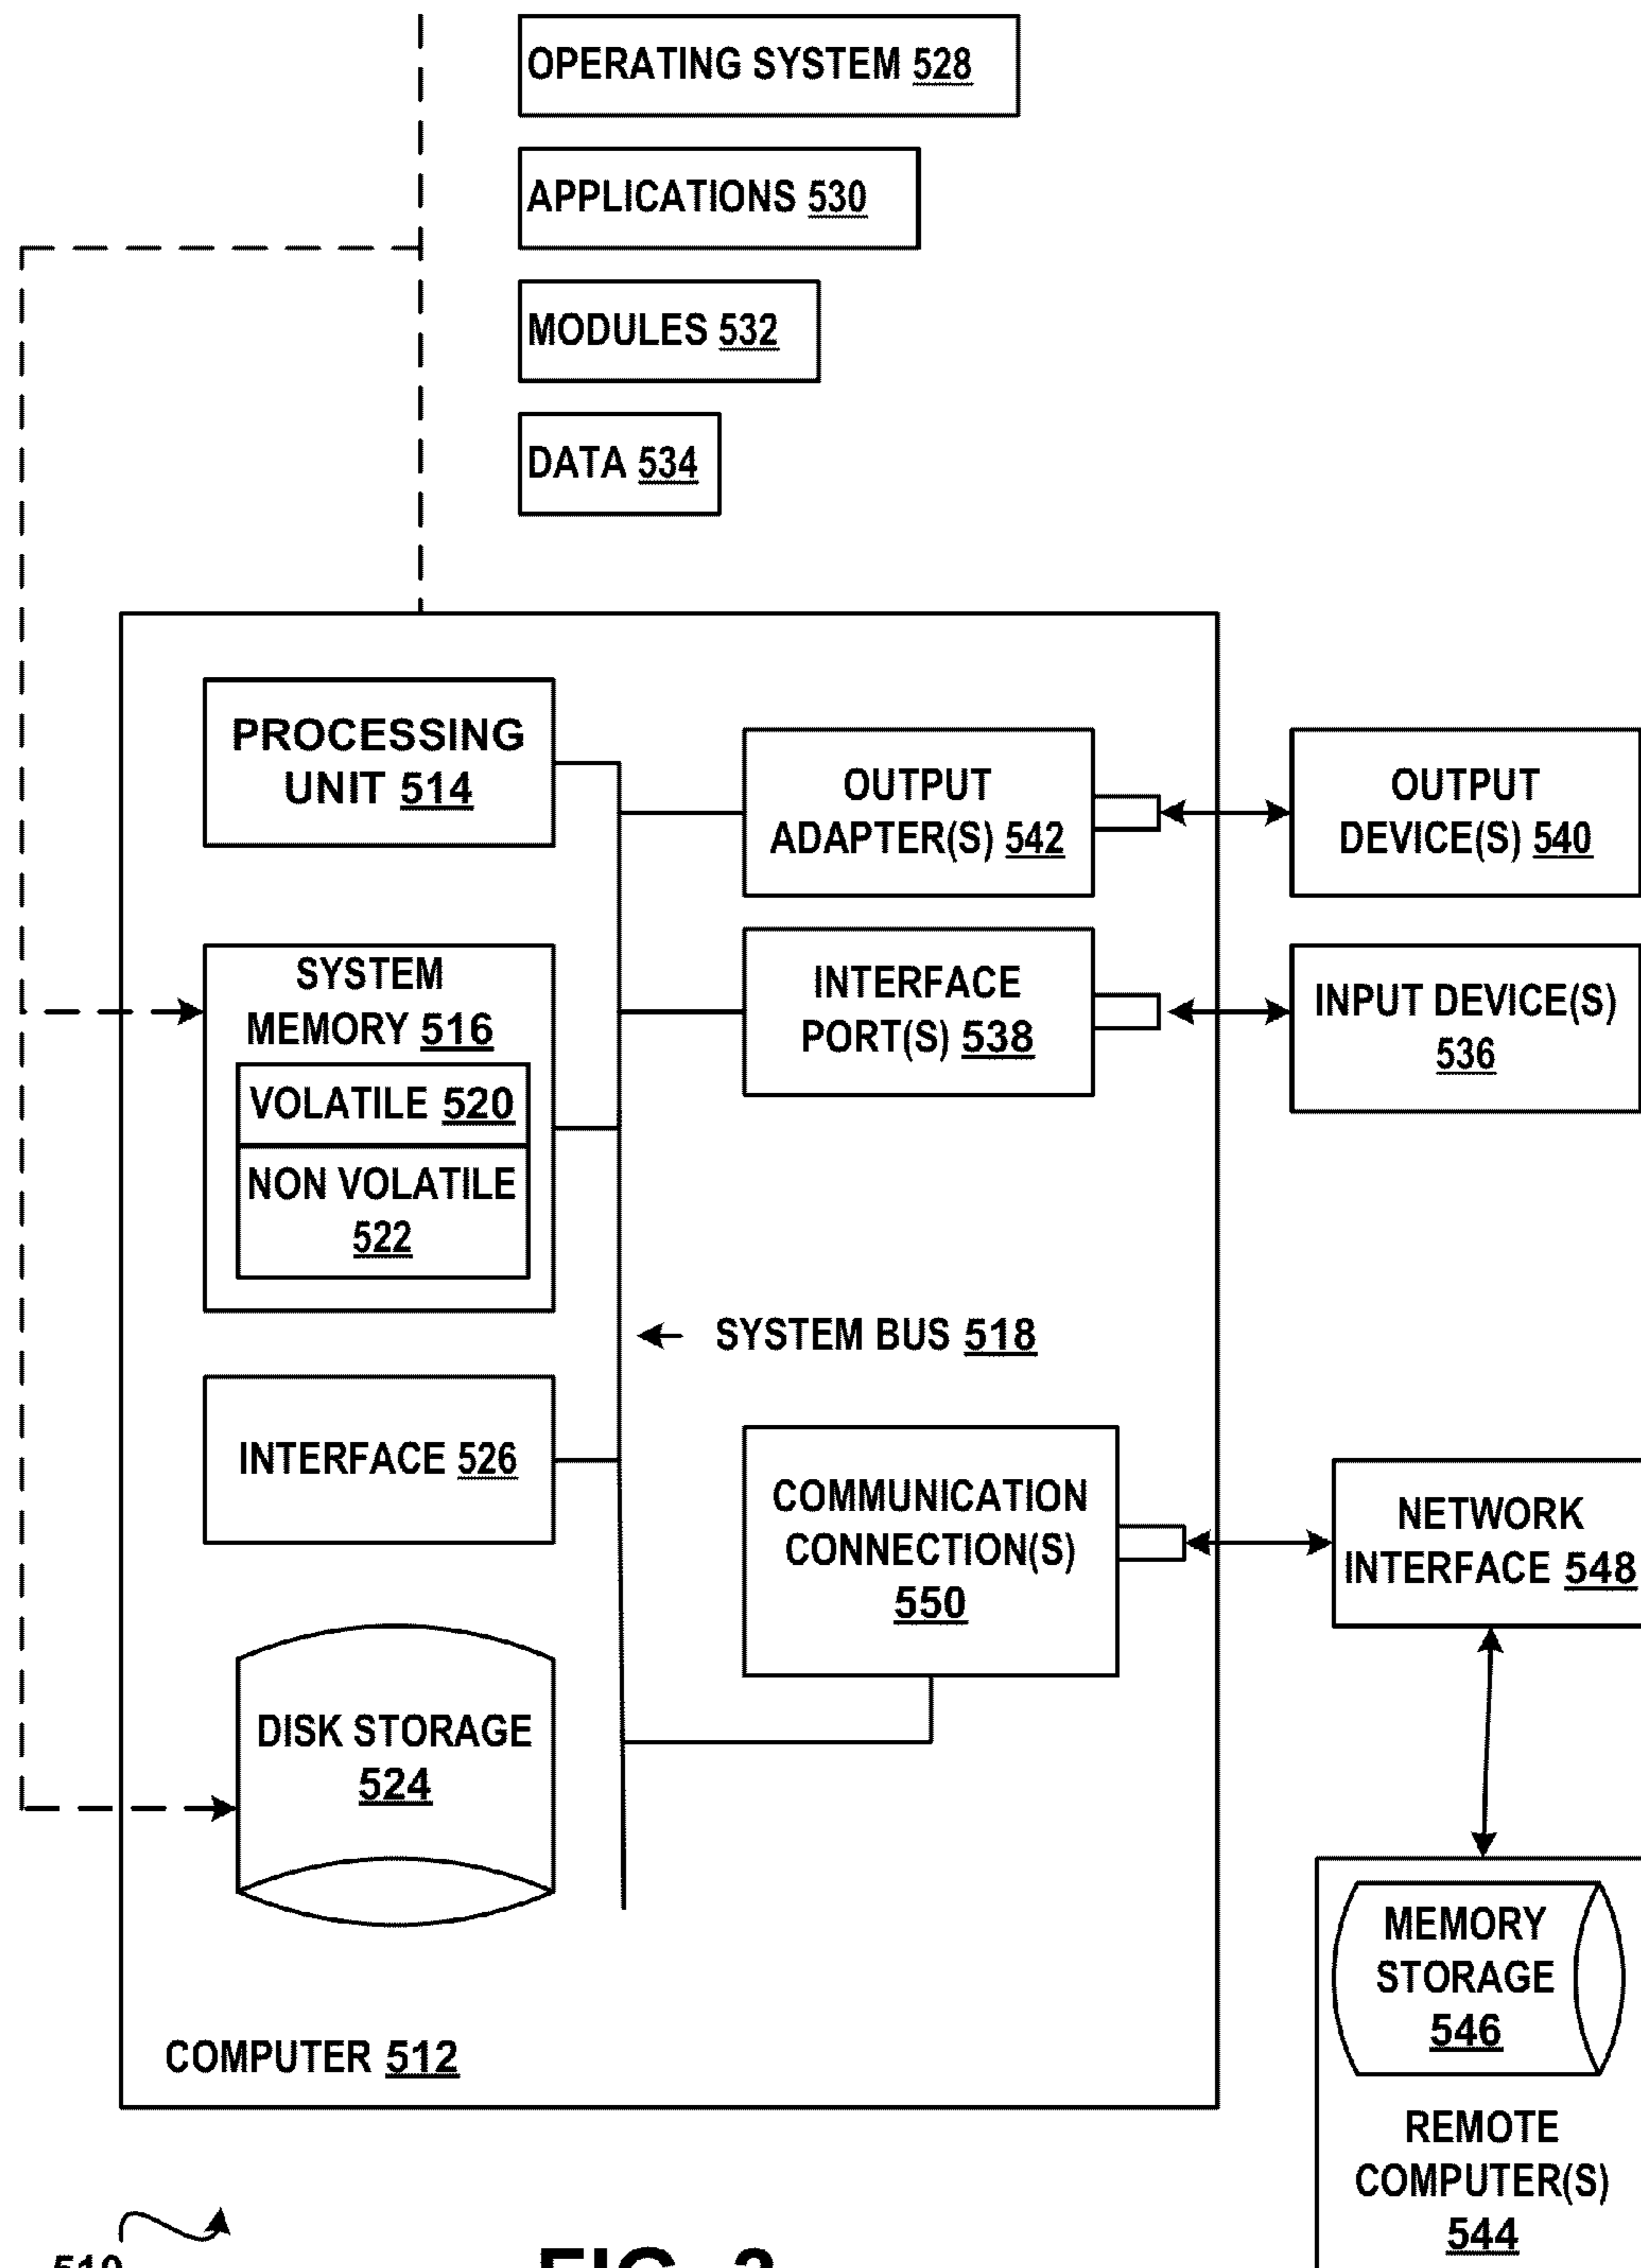 OPERATING SYSTEM 528
APPLICATIONS 530
MODULES 532
DATA 534
PROCESSING
UNIT 514
OUTPUT
ADAPTER(S) 542
OUTPUT
DEVICE(S) 540
SYSTEM
MEMORY 516
VOLATILE 520
NON VOLATILE
522
INTERFACE
PORT(S) 538
INPUT DEVICE(S)
536
SYSTEM BUS 518
INTERFACE 526
COMMUNICATION
CONNECTION(S)
550
NETWORK
INTERFACE 548
DISK STORAGE
524
MEMORY
STORAGE
546
REMOTE
COMPUTER(S)
544
COMPUTER 512
FIG.